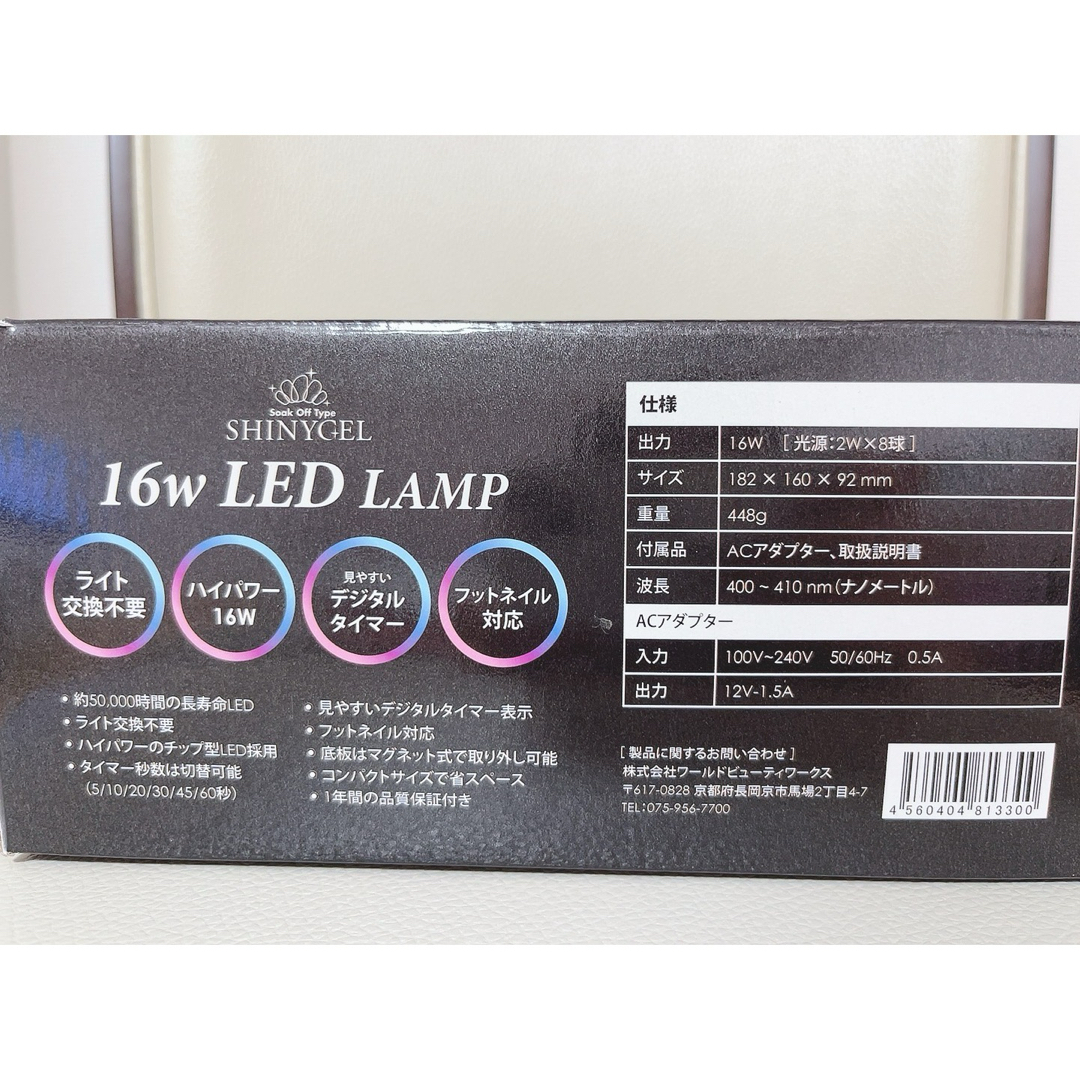 Soak Off Type
SHINYGEL
16w LED LAMP
ライト
交換不要
ハイパワー
16W
見やすい
デジタル
タイマー
フットネイル
対応
• 約50,000時間の長寿命LED
• ライト交換不要
• ハイパワーのチップ型LED採用
• タイマー秒数は切替可能
(5/10/20/30/45/60秒)
• 見やすいデジタルタイマー表示
• フットネイル対応
• 底板はマグネット式で取り外し可能
• コンパクトサイズで省スペース
• 1年間の品質保証付き
仕様
出力 16W [光源:2W×8球]
サイズ 182 × 160 × 92 mm
重量 448g
付属品 ACアダプター、取扱説明書
波長 400 ~ 410 nm(ナノメートル)
ACアダプター
入力 100V~240V 50/60Hz 0.5A
出力 12V-1.5A
[ 製品に関するお問い合わせ ]
株式会社ワールドビューティワークス
〒617-0828 京都府長岡京市馬場2丁目4-7
TEL:075-956-7700
4 560404 813300